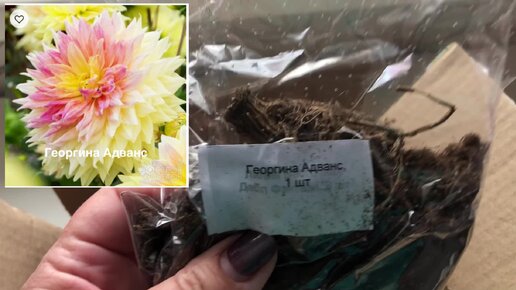 Георгина Адванс
Георгина Адванс
1 шт